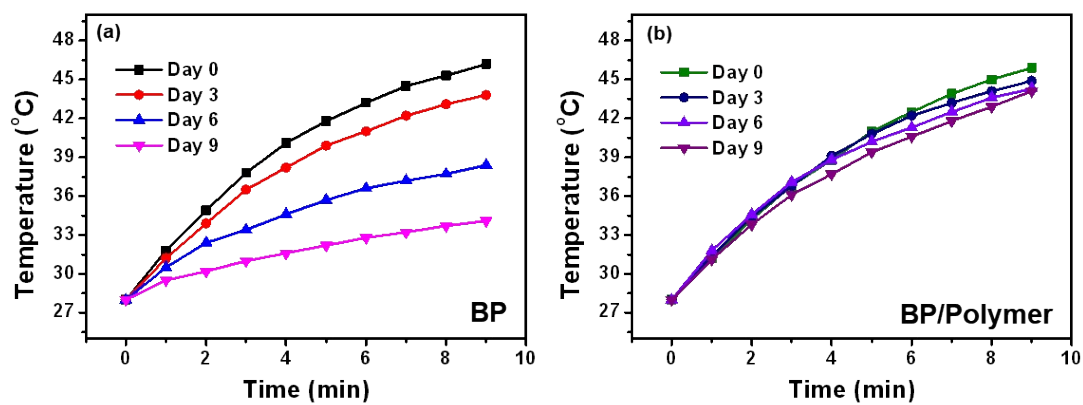 (a)
Day 0
Day 3
Day 6
Day 9
48
45
42
39
36
33
30
27
Temperature (°C)
0 2 4 6 8 10
Time (min)
BP
(b)
Day 0
Day 3
Day 6
Day 9
48
45
42
39
36
33
30
27
Temperature (°C)
0 2 4 6 8 10
Time (min)
BP/Polymer